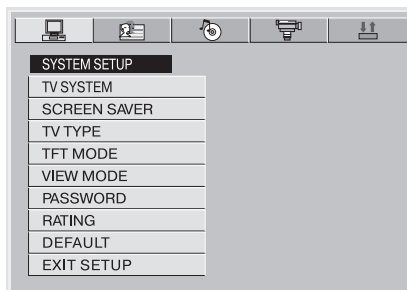 SYSTEM SETUP
TV SYSTEM
SCREEN SAVER
TV TYPE
TFT MODE
VIEW MODE
PASSWORD
RATING
DEFAULT
EXIT SETUP